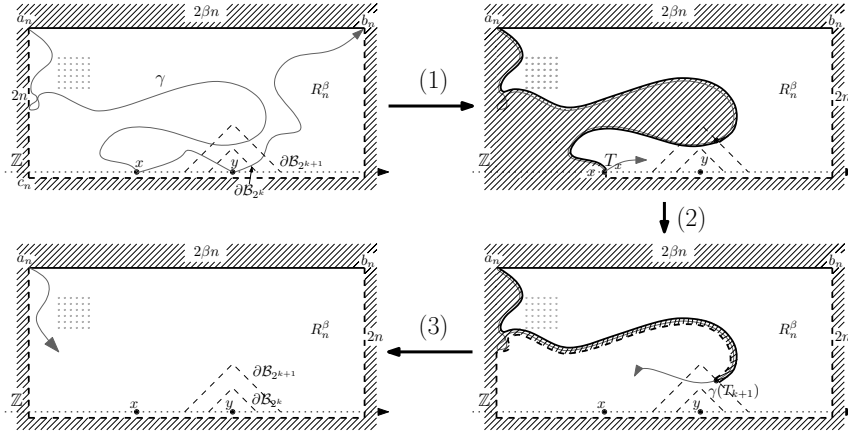 a_n 2βn b_n
γ R_n^β
2n
ℤ x y ∂𝓑_{2^{k+1}}
c_n ∂𝓑_{2^k}
(1)
a_n 2βn b_n
R_n^β 2n
ℤ x T_x y
(2)
a_n 2βn b_n
R_n^β 2n
ℤ x y ∂𝓑_{2^{k+1}}
∂𝓑_{2^k}
(3)
a_n 2βn b_n
R_n^β 2n
ℤ x y γ(T_{k+1})